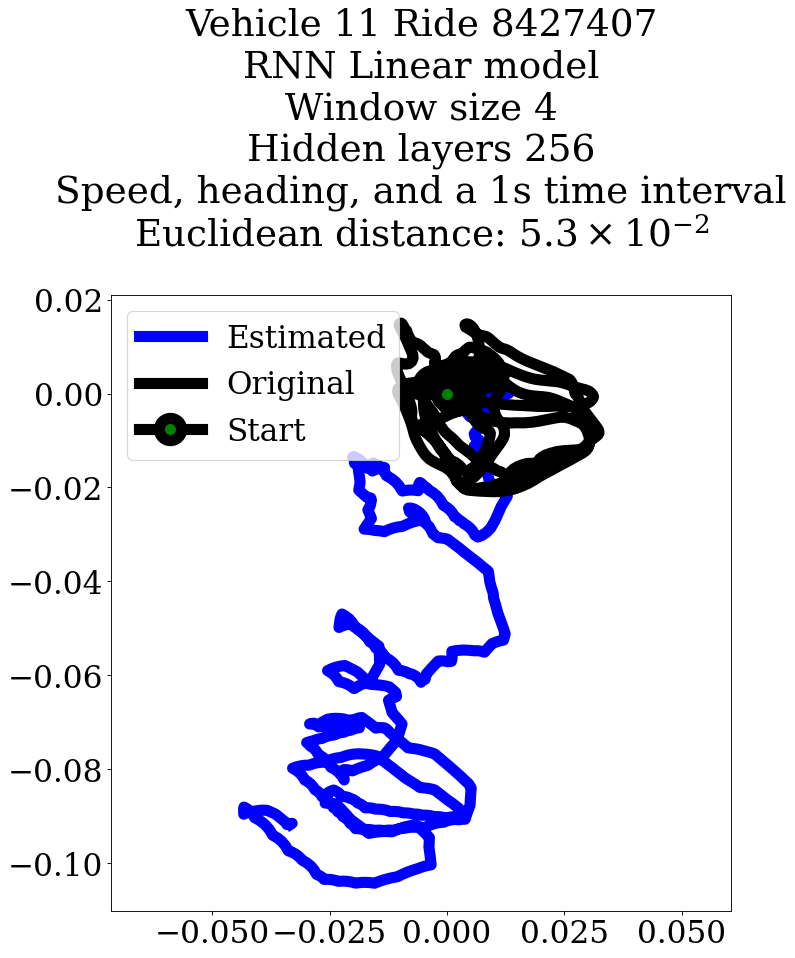 Vehicle 11 Ride 8427407
RNN Linear model
Window size 4
Hidden layers 256
Speed, heading, and a 1s time interval
Euclidean distance: 5.3 × 10⁻²
Estimated
Original
Start
0.02
0.00
−0.02
−0.04
−0.06
−0.08
−0.10
−0.050 −0.025 0.000 0.025 0.050